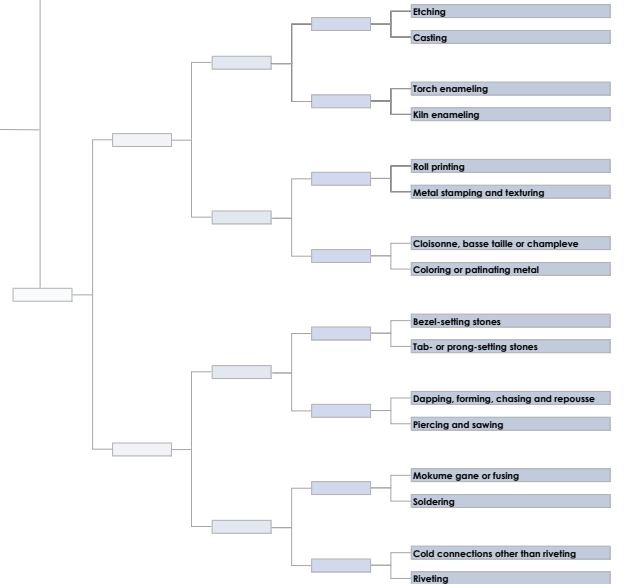 Etching
Casting
Torch enameling
Kiln enameling
Roll printing
Metal stamping and texturing
Cloisonne, basse taille or champleve
Coloring or patinating metal
Bezel-setting stones
Tab- or prong-setting stones
Dapping, forming, chasing and repousse
Piercing and sawing
Mokume gane or fusing
Soldering
Cold connections other than riveting
Riveting